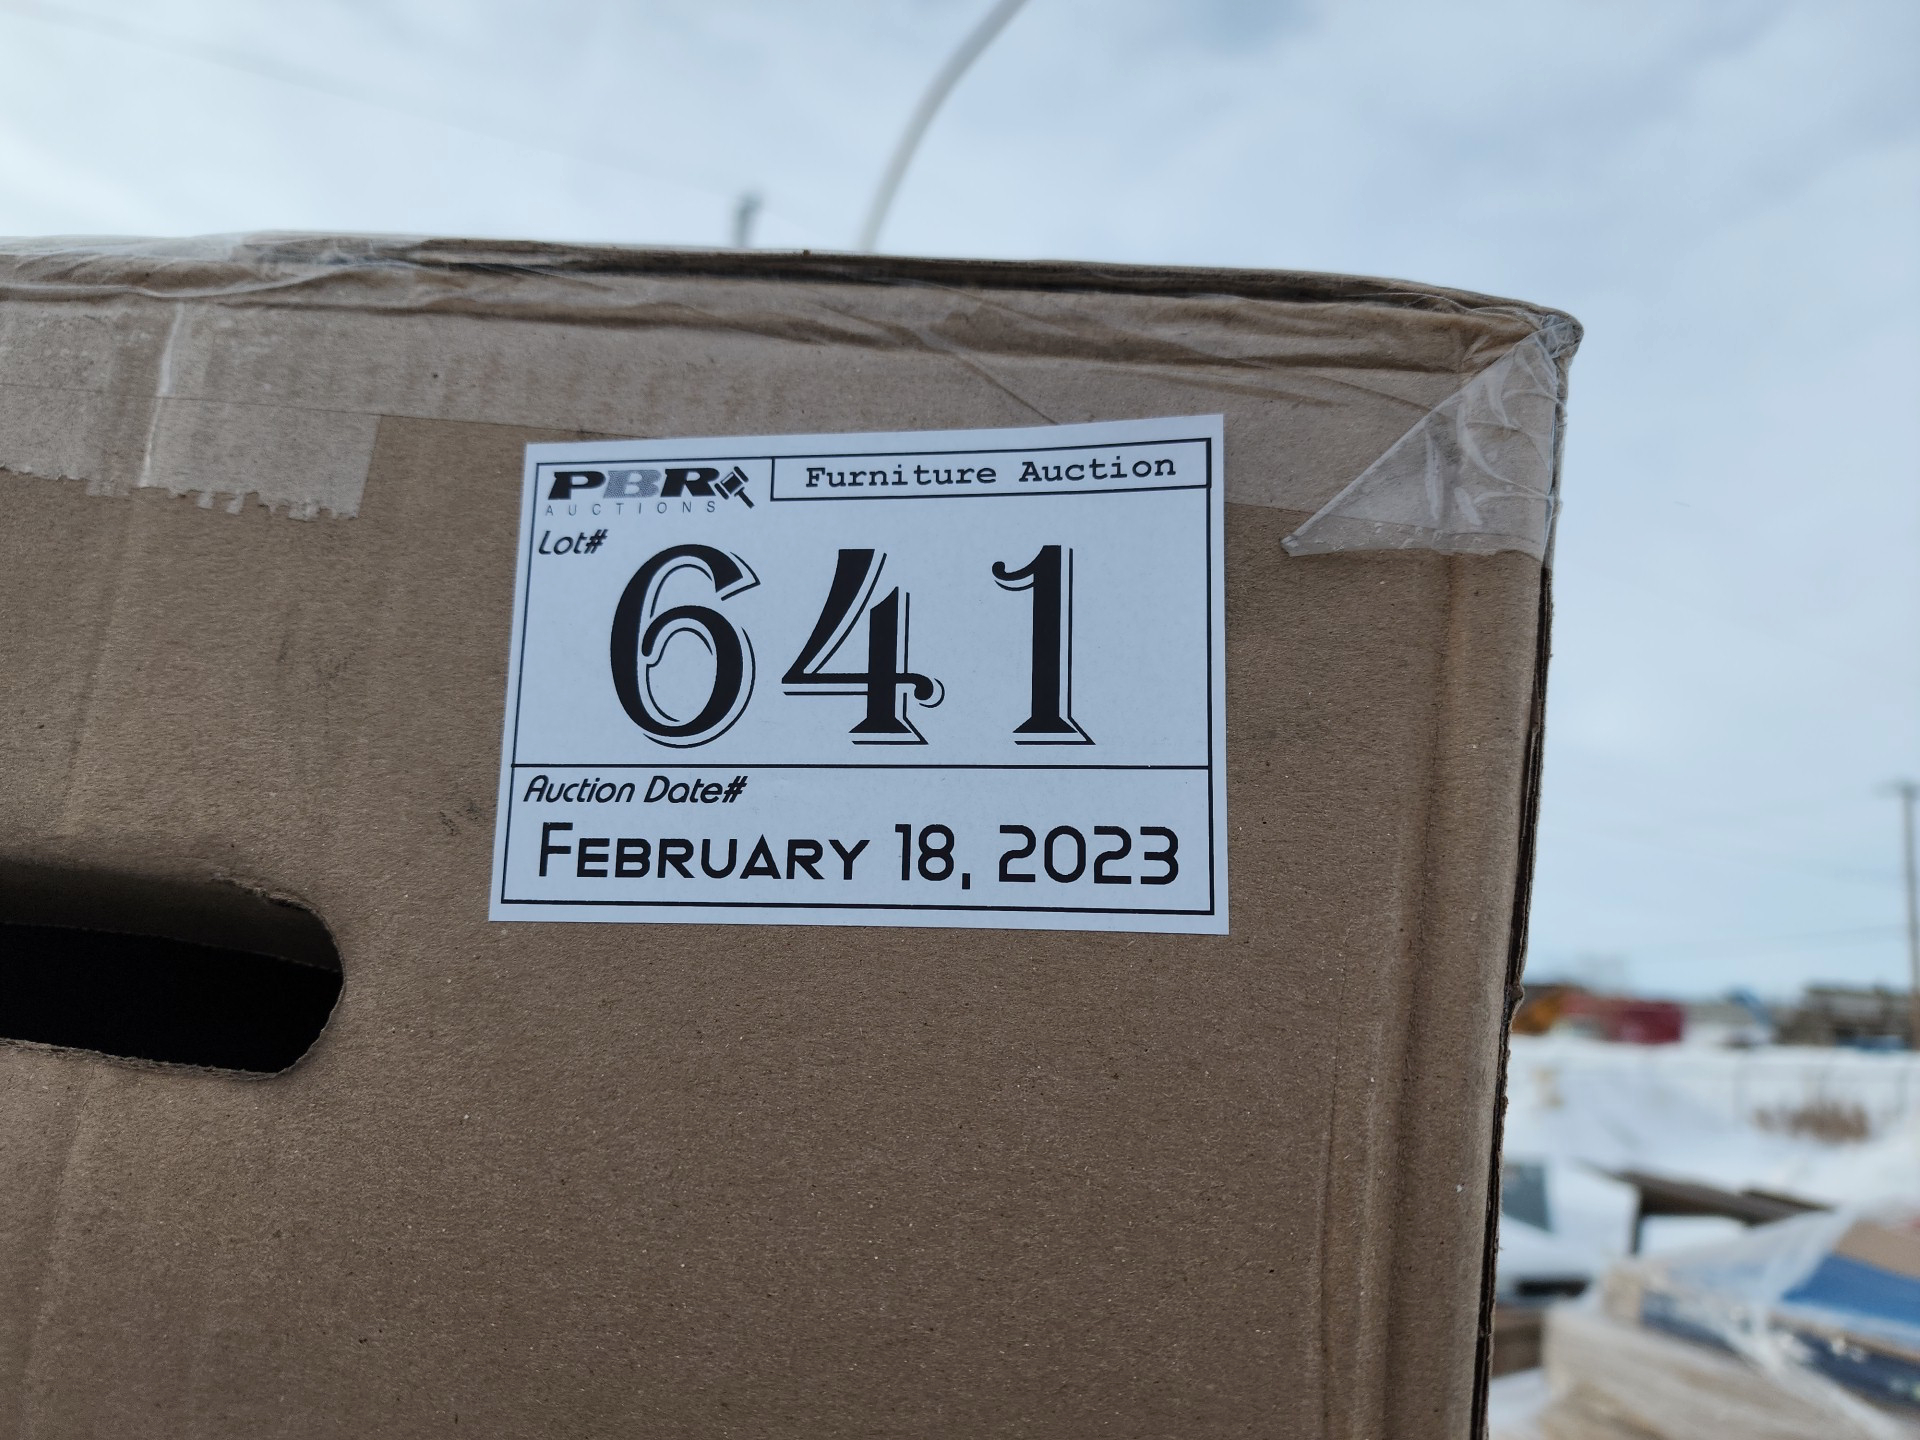 PBR
AUCTIONS
Furniture Auction
Lot#
641
Auction Date#
FEBRUARY 18, 2023